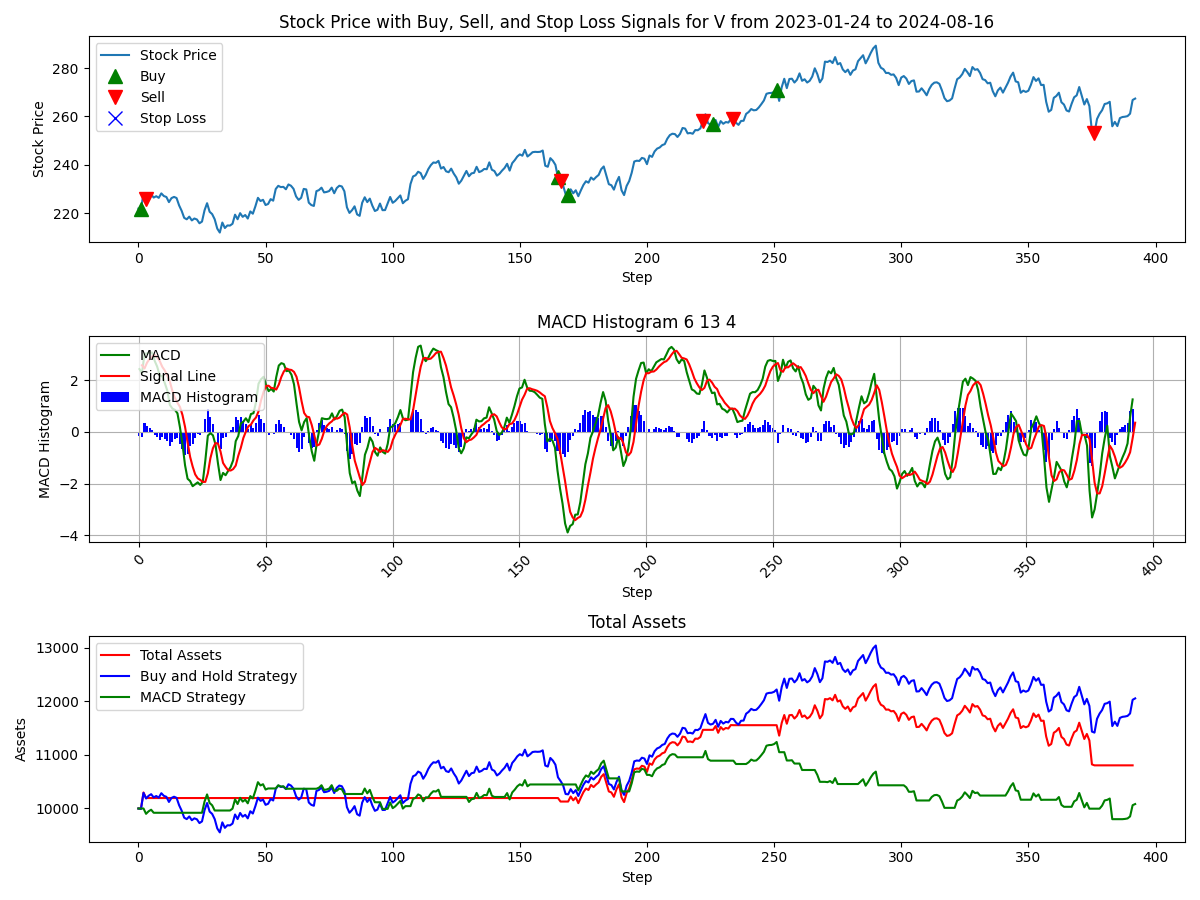 Stock Price with Buy, Sell, and Stop Loss Signals for V from 2023-01-24 to 2024-08-16
Stock Price
Buy
Sell
Stop Loss
Stock Price
280
260
240
220
0 50 100 150 200 250 300 350 400
Step
MACD Histogram 6 13 4
MACD
Signal Line
MACD Histogram
MACD Histogram
2
0
−2
−4
0 50 100 150 200 250 300 350 400
Step
Total Assets
Total Assets
Buy and Hold Strategy
MACD Strategy
Assets
13000
12000
11000
10000
0 50 100 150 200 250 300 350 400
Step